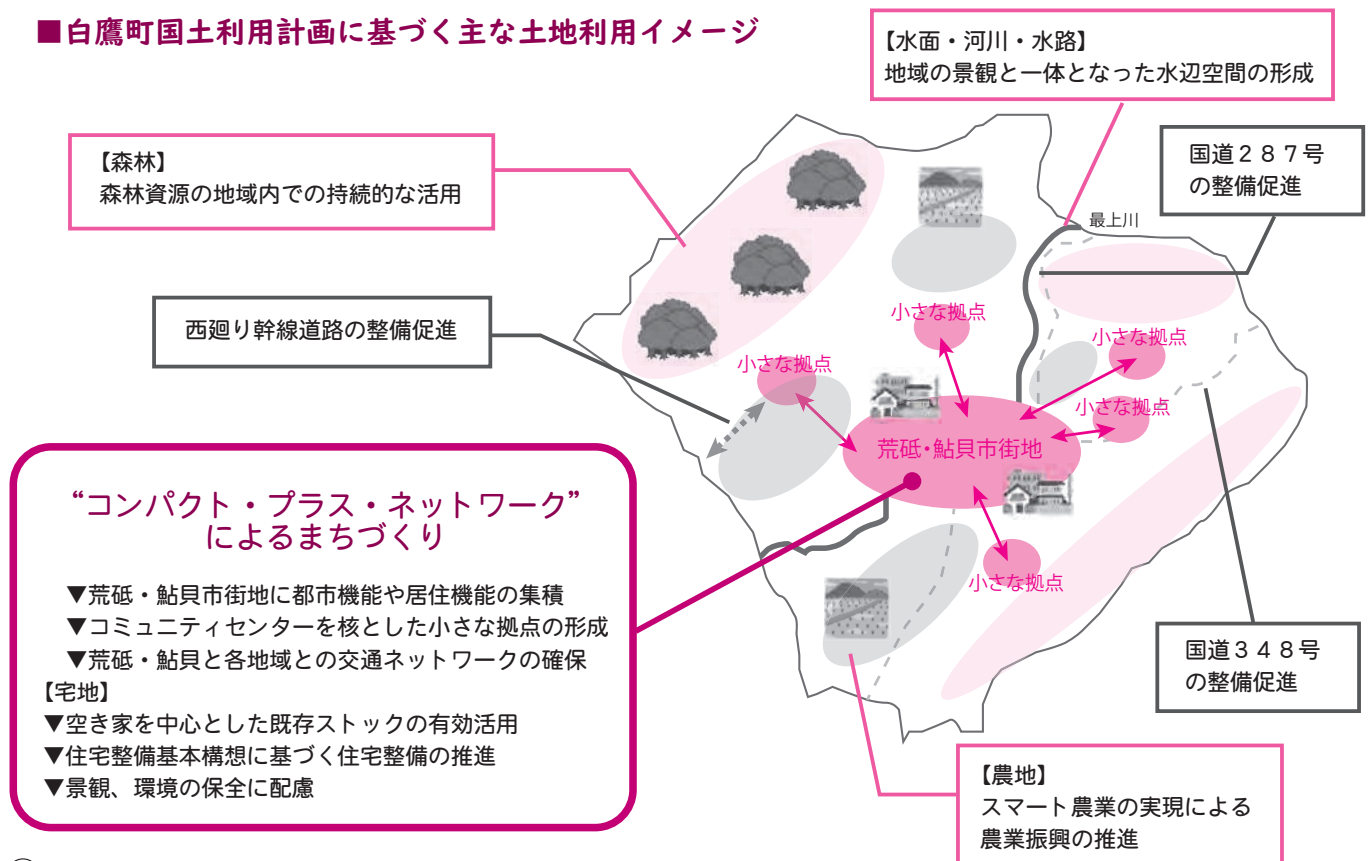 ■白鷹町国土利用計画に基づく主な土地利用イメージ
【水面・河川・水路】
地域の景観と一体となった水辺空間の形成
【森林】
森林資源の地域内での持続的な活用
国道２８７号
の整備促進
最上川
西廻り幹線道路の整備促進
小さな拠点
小さな拠点
小さな拠点
小さな拠点
荒砥・鮎貝市街地
小さな拠点
“コンパクト・プラス・ネットワーク”
によるまちづくり
▼荒砥・鮎貝市街地に都市機能や居住機能の集積
▼コミュニティセンターを核とした小さな拠点の形成
▼荒砥・鮎貝と各地域との交通ネットワークの確保
【宅地】
▼空き家を中心とした既存ストックの有効活用
▼住宅整備基本構想に基づく住宅整備の推進
▼景観、環境の保全に配慮
国道３４８号
の整備促進
【農地】
スマート農業の実現による
農業振興の推進